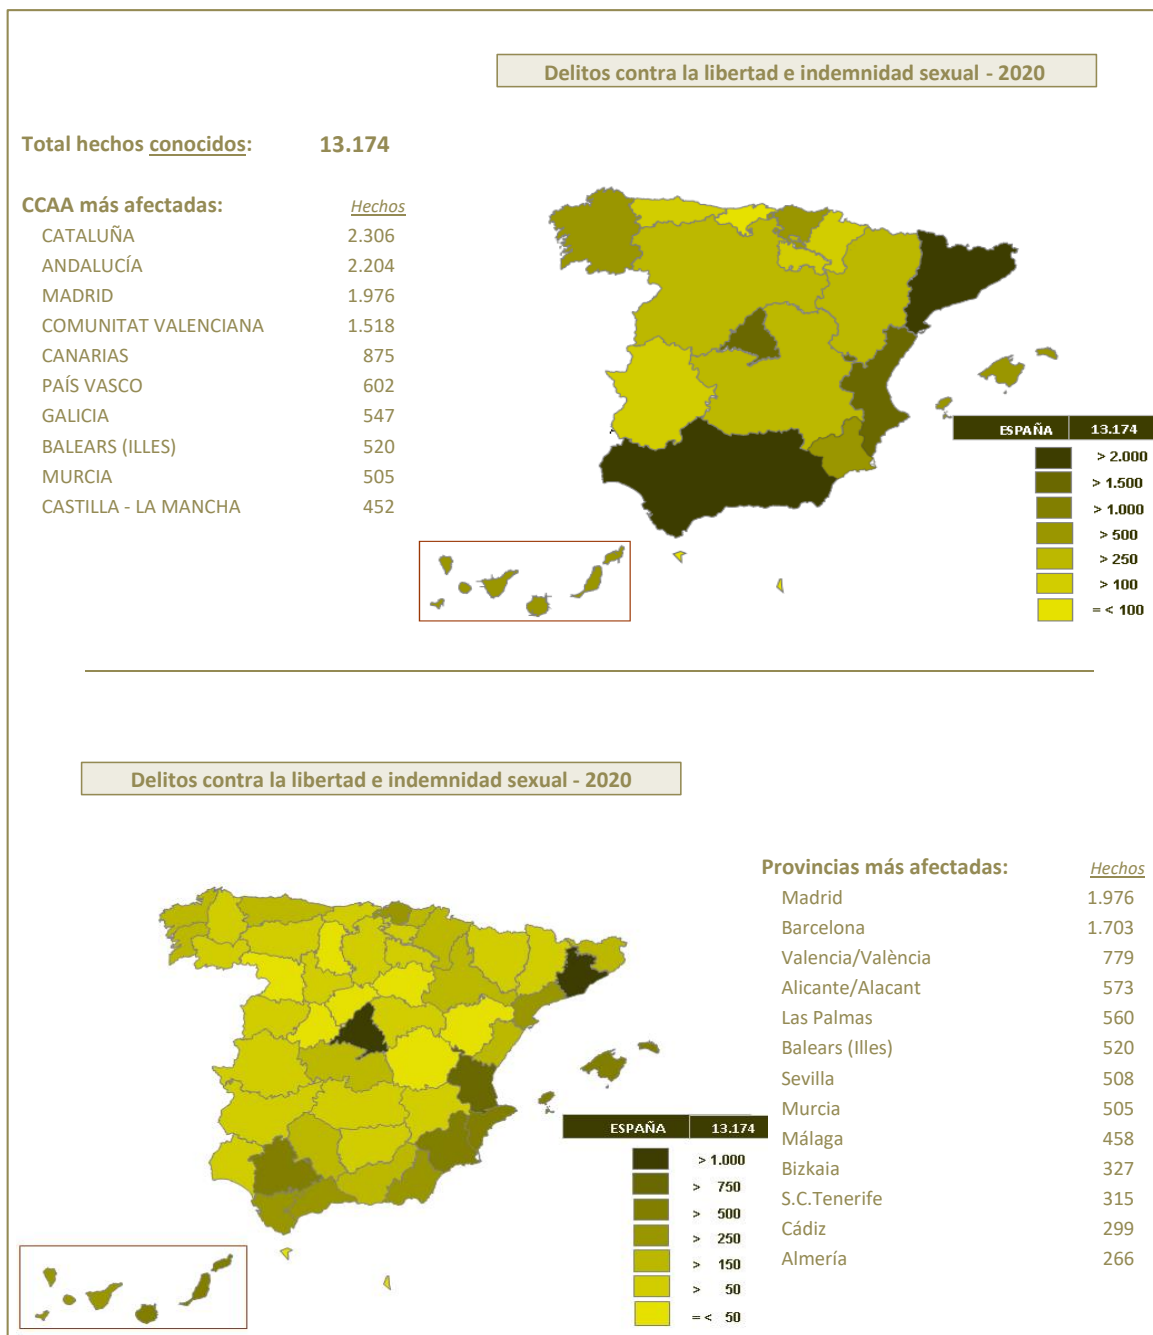 Delitos contra la libertad e indemnidad sexual - 2020
Total hechos conocidos: 13.174
CCAA más afectadas: Hechos
CATALUÑA 2.306
ANDALUCÍA 2.204
MADRID 1.976
COMUNITAT VALENCIANA 1.518
CANARIAS 875
PAÍS VASCO 602
GALICIA 547
BALEARS (ILLES) 520
MURCIA 505
CASTILLA - LA MANCHA 452
ESPAÑA 13.174
> 2.000
> 1.500
> 1.000
> 500
> 250
> 100
= < 100
Delitos contra la libertad e indemnidad sexual - 2020
Provincias más afectadas: Hechos
Madrid 1.976
Barcelona 1.703
Valencia/València 779
Alicante/Alacant 573
Las Palmas 560
Balears (Illes) 520
Sevilla 508
Murcia 505
Málaga 458
Bizkaia 327
S.C.Tenerife 315
Cádiz 299
Almería 266
ESPAÑA 13.174
> 1.000
> 750
> 500
> 250
> 150
> 50
= < 50